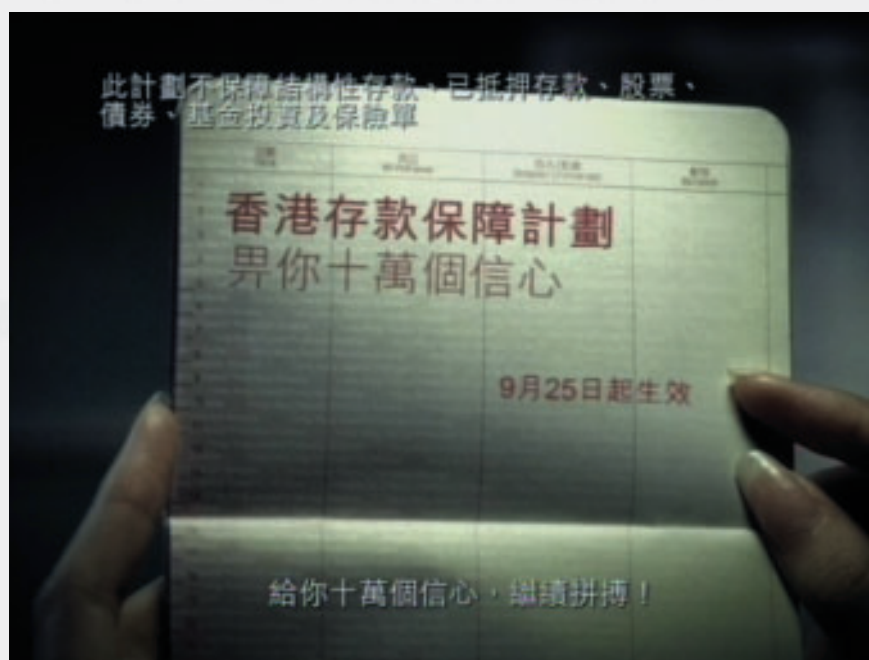 此計劃不保障結構性存款、已抵押存款、股票、
債券、基金投資及保險單
香港存款保障計劃
畀你十萬個信心
9月25日起生效
給你十萬個信心，繼續拼搏！